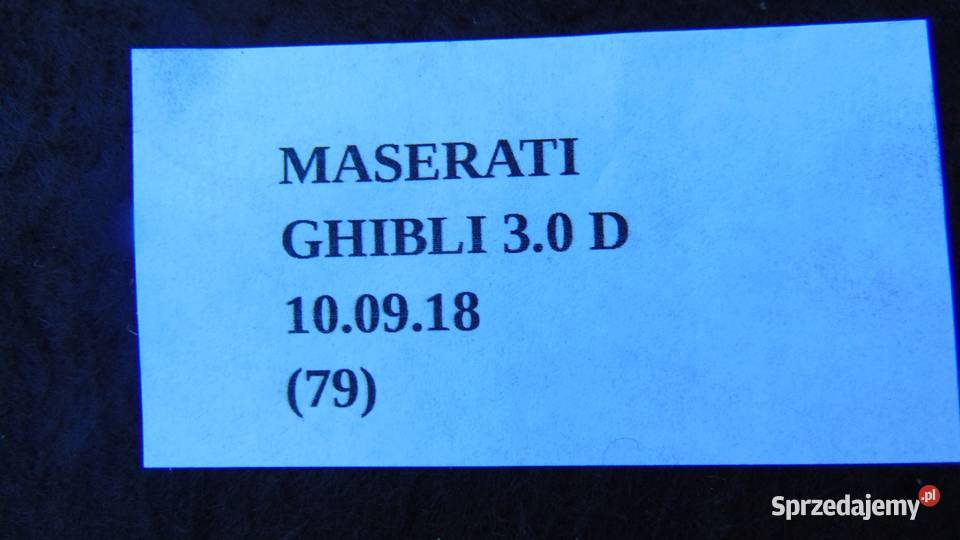 MASERATI
GHIBLI 3.0 D
10.09.18
(79)
Sprzedajemy.pl